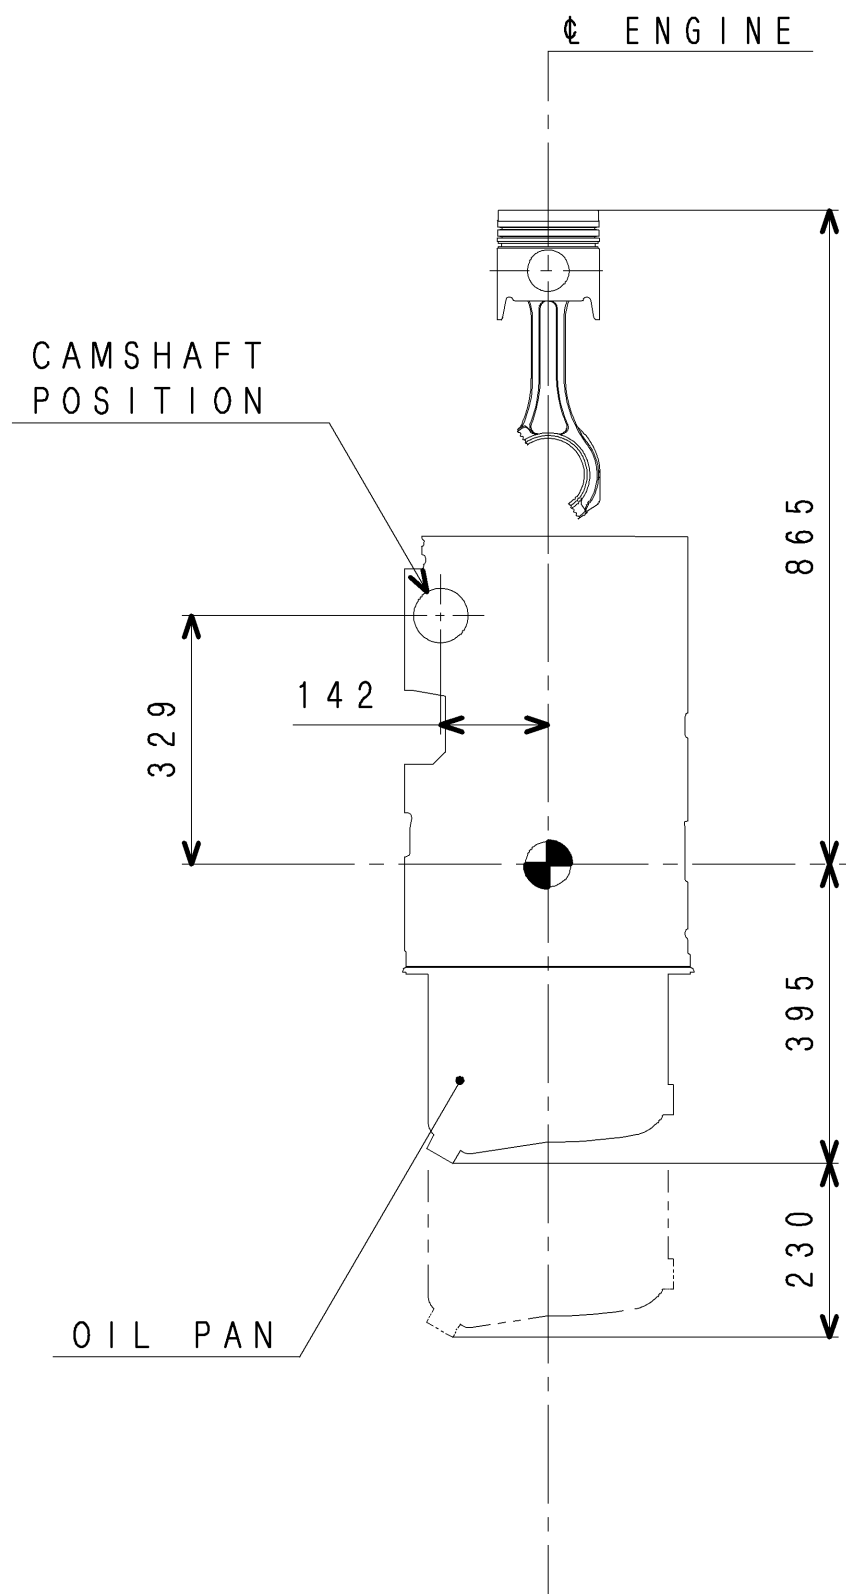 ℄ ENGINE
CAMSHAFT
POSITION
865
142
329
395
230
OIL PAN